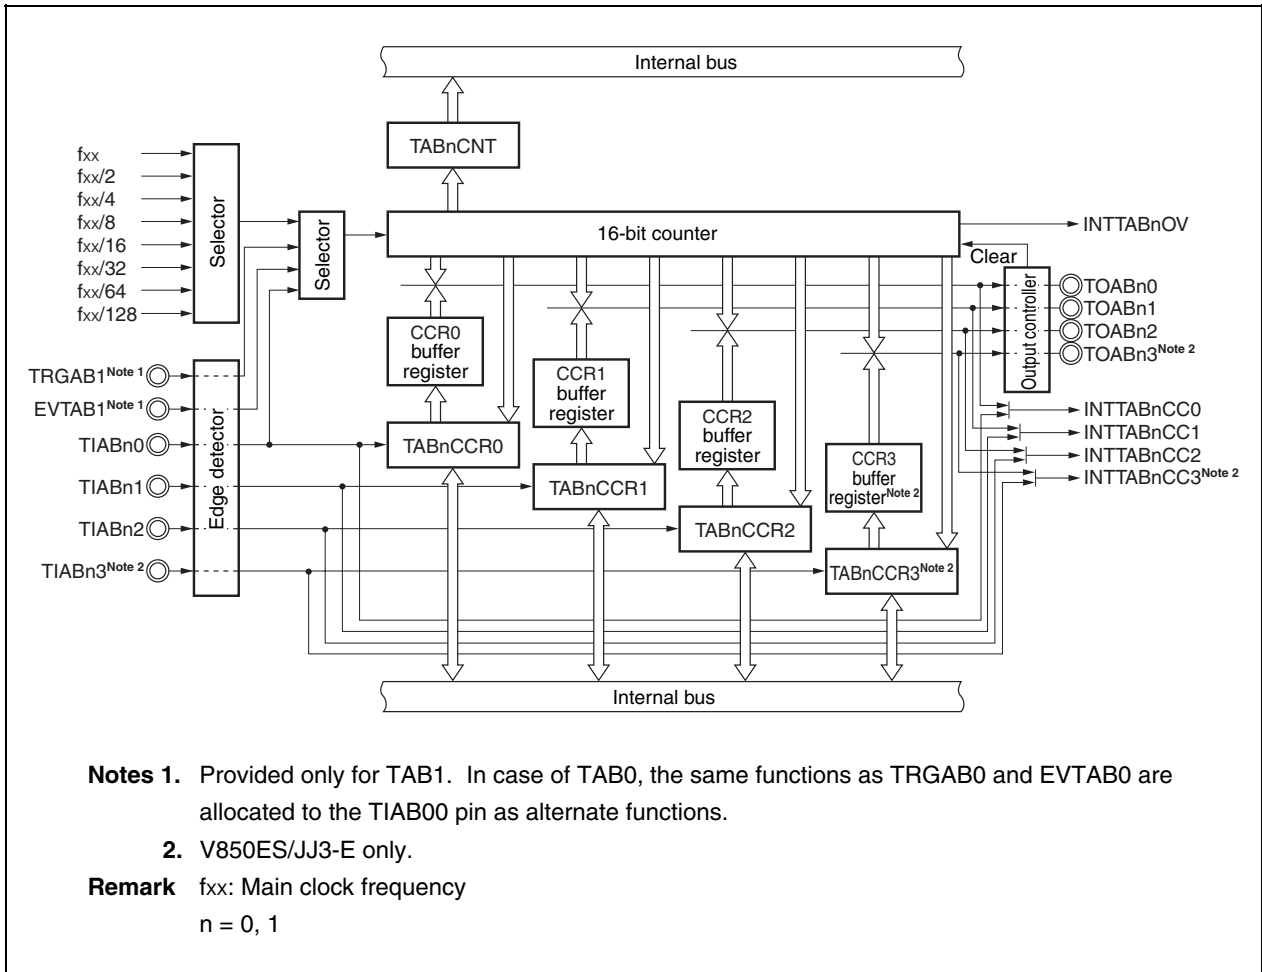 Internal bus
TABnCNT
fxx
fxx/2
fxx/4
fxx/8
fxx/16
fxx/32
fxx/64
fxx/128
Selector
Selector
16-bit counter
INTTABnOV
Clear
Output controller
TOABn0
TOABn1
TOABn2
TOABn3Note 2
CCR0
buffer
register
CCR1
buffer
register
CCR2
buffer
register
CCR3
buffer
registerNote 2
TRGAB1Note 1
EVTAB1Note 1
TIABn0
TIABn1
TIABn2
TIABn3Note 2
Edge detector
TABnCCR0
TABnCCR1
TABnCCR2
TABnCCR3Note 2
INTTABnCC0
INTTABnCC1
INTTABnCC2
INTTABnCC3Note 2
Internal bus
Notes 1. Provided only for TAB1. In case of TAB0, the same functions as TRGAB0 and EVTAB0 are
allocated to the TIAB00 pin as alternate functions.
2. V850ES/JJ3-E only.
Remark fxx: Main clock frequency
n = 0, 1